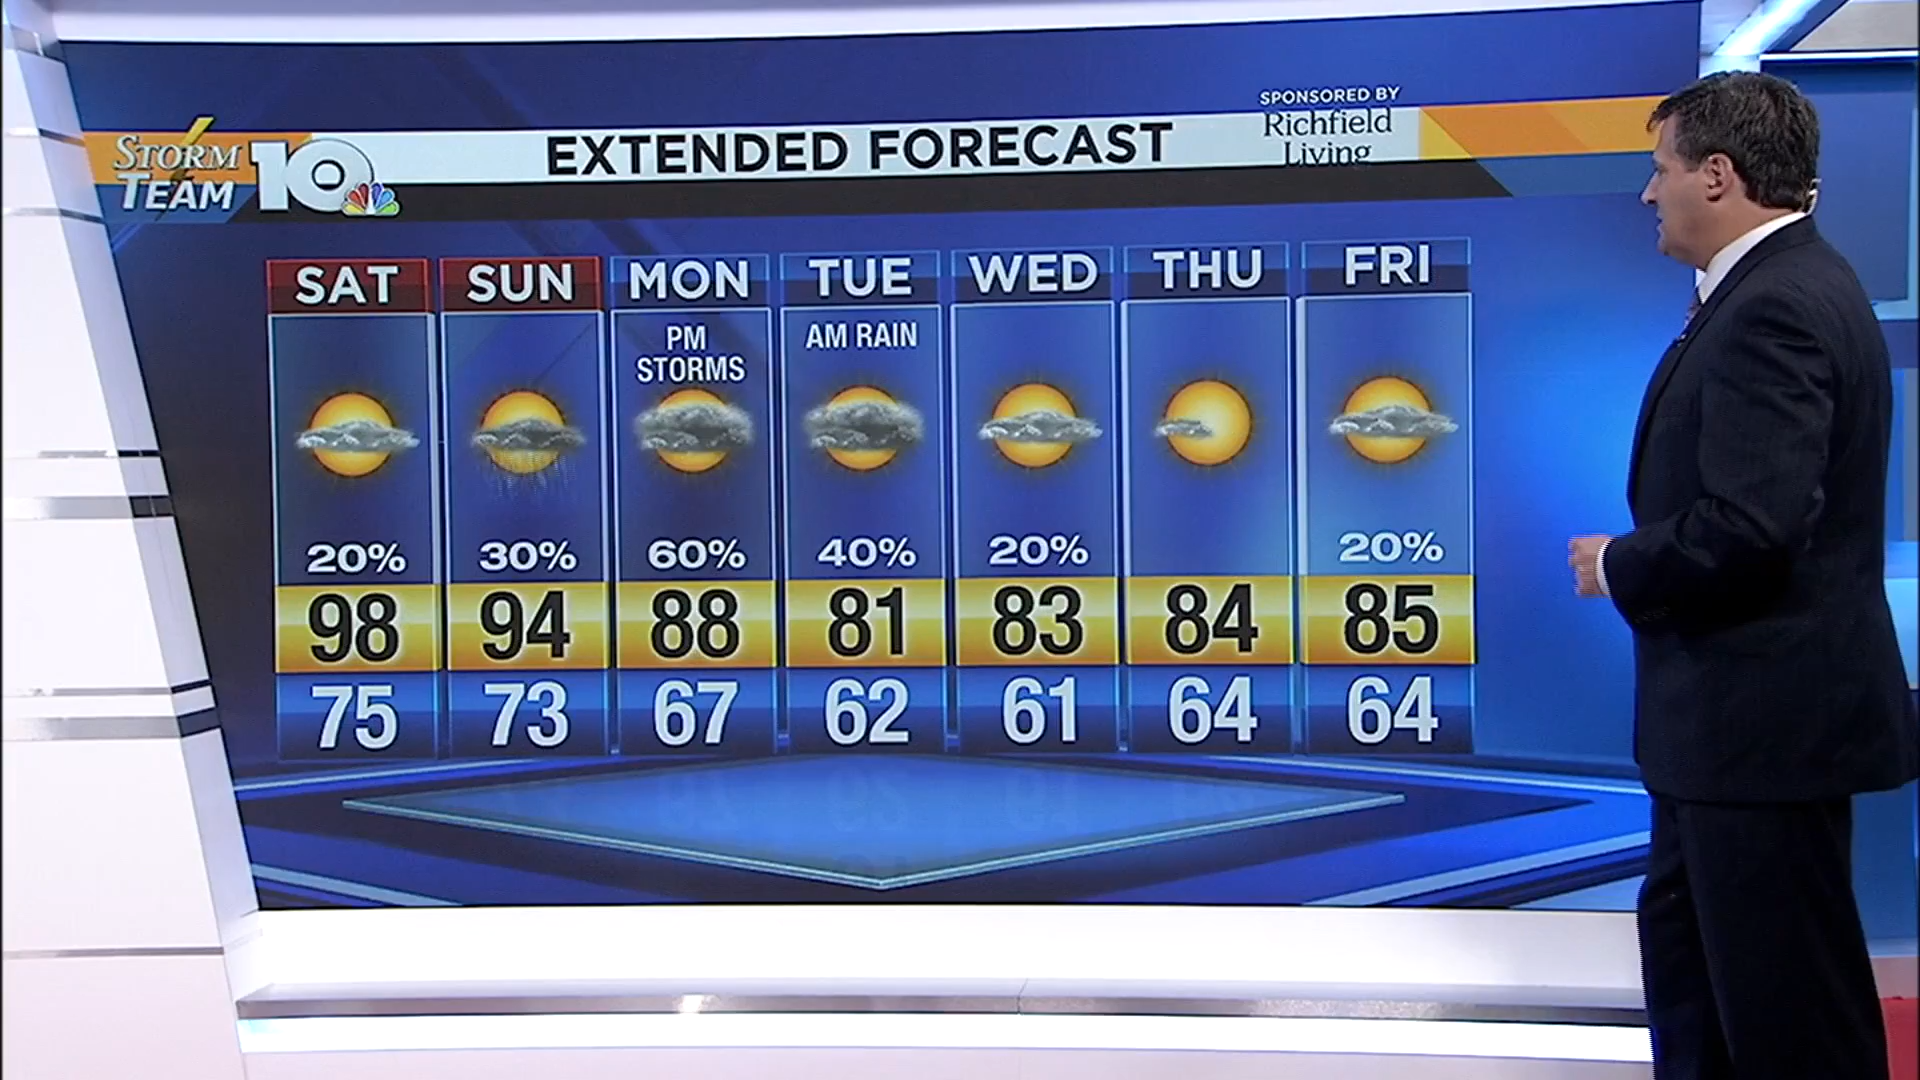 STORM
TEAM
10
EXTENDED FORECAST
SPONSORED BY
Richfield
Living
SAT SUN MON TUE WED THU FRI
PM
STORMS
AM RAIN
20% 30% 60% 40% 20% 20%
98 94 88 81 83 84 85
75 73 67 62 61 64 64